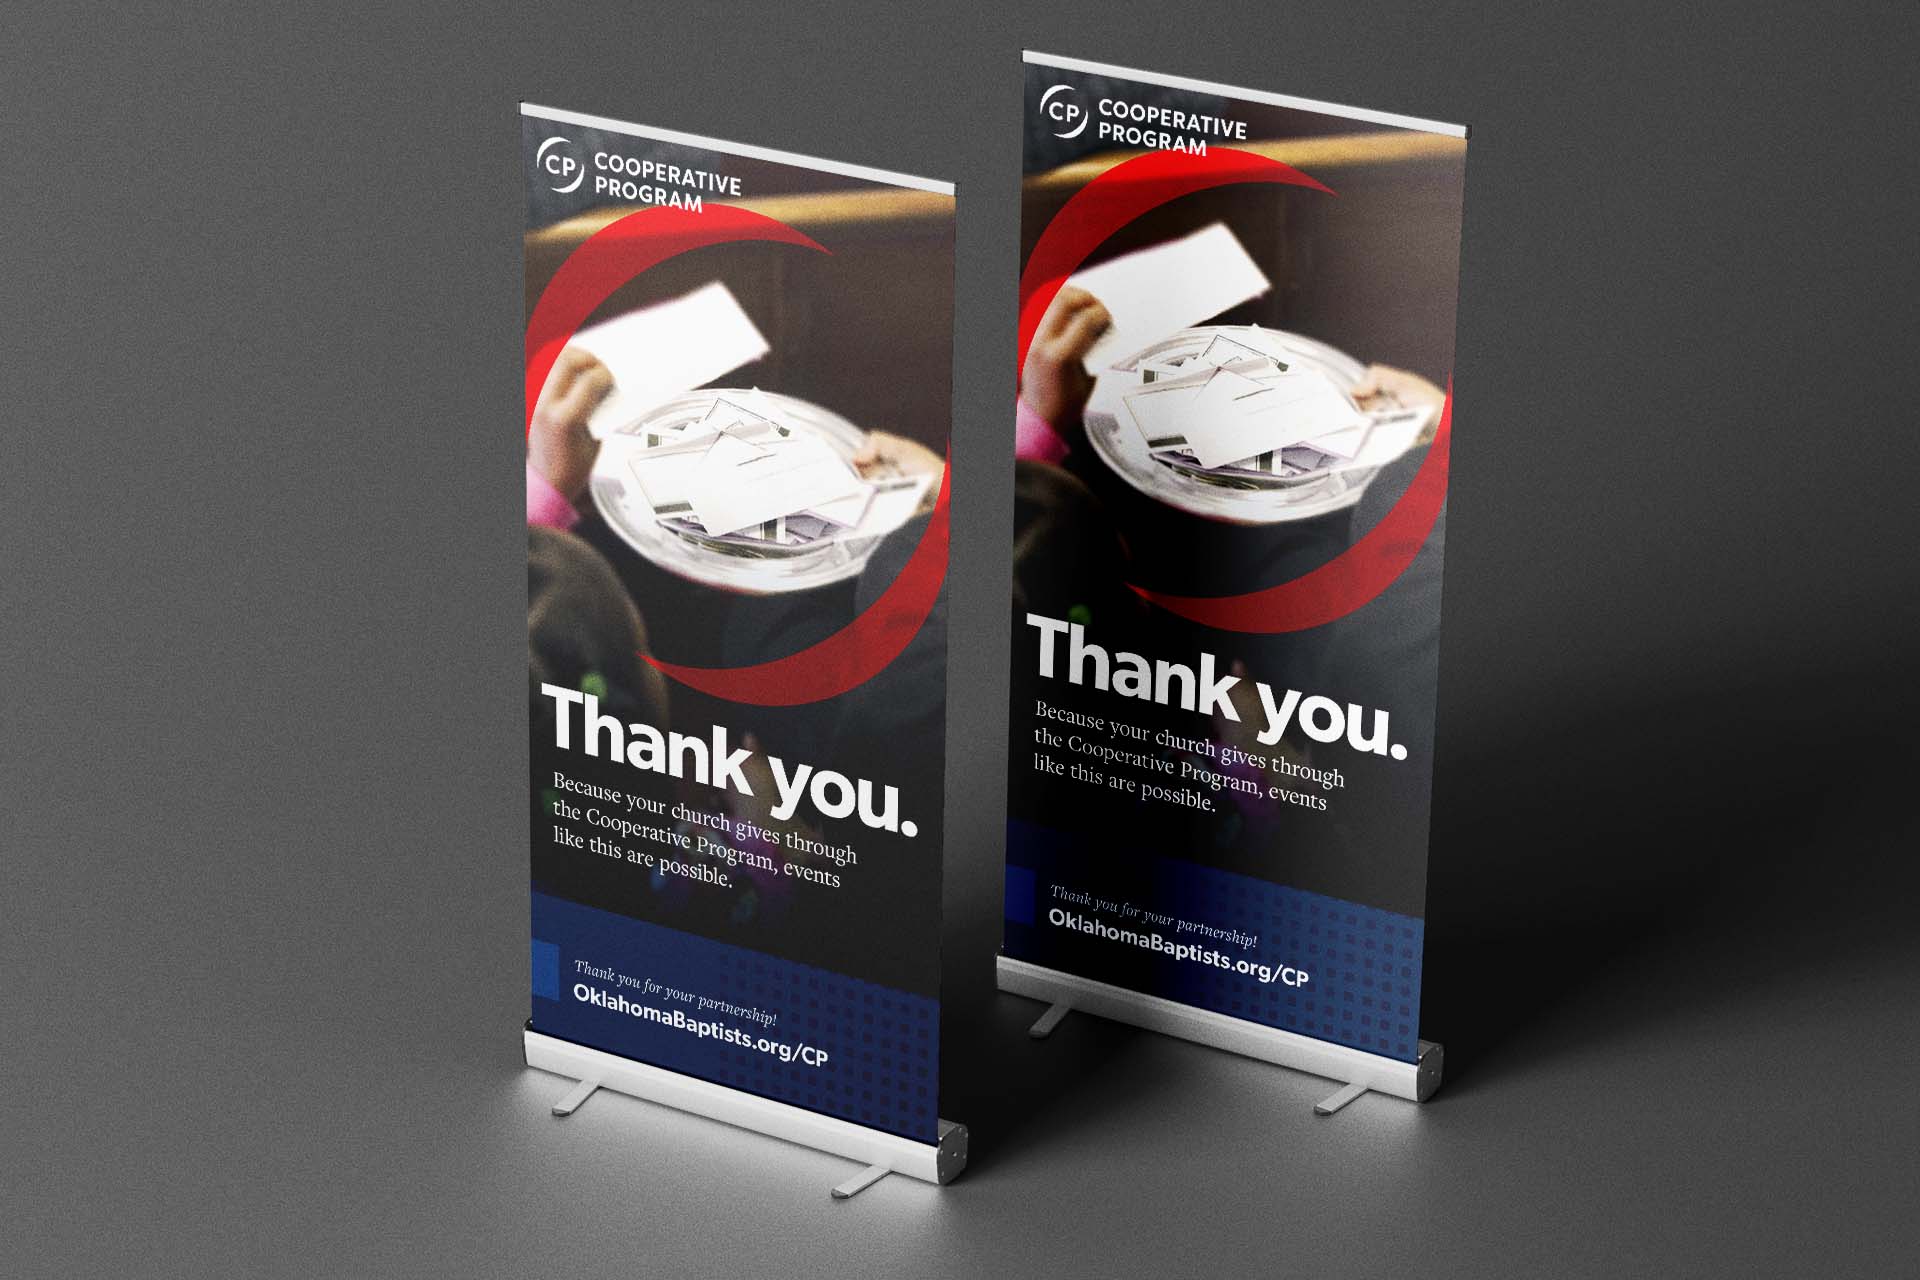 CP COOPERATIVE
PROGRAM
Thank you.
Because your church gives through
the Cooperative Program, events
like this are possible.
Thank you for your partnership!
OklahomaBaptists.org/CP
CP COOPERATIVE
PROGRAM
Thank you.
Because your church gives through
the Cooperative Program, events
like this are possible.
Thank you for your partnership!
OklahomaBaptists.org/CP